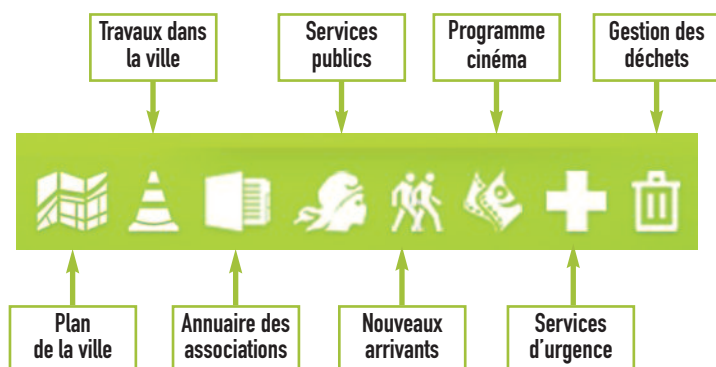 Travaux dans
la ville
Services
publics
Programme
cinéma
Gestion des
déchets
Plan
de la ville
Annuaire des
associations
Nouveaux
arrivants
Services
d'urgence